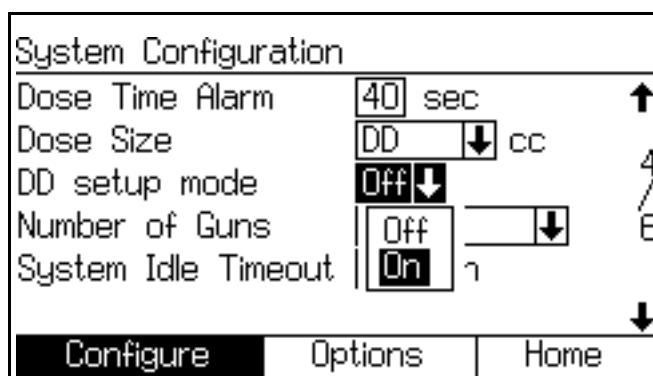 System Configuration
Dose Time Alarm 40 sec
Dose Size DD cc
DD setup mode Off
Number of Guns Off
System Idle Timeout On
Configure Options Home